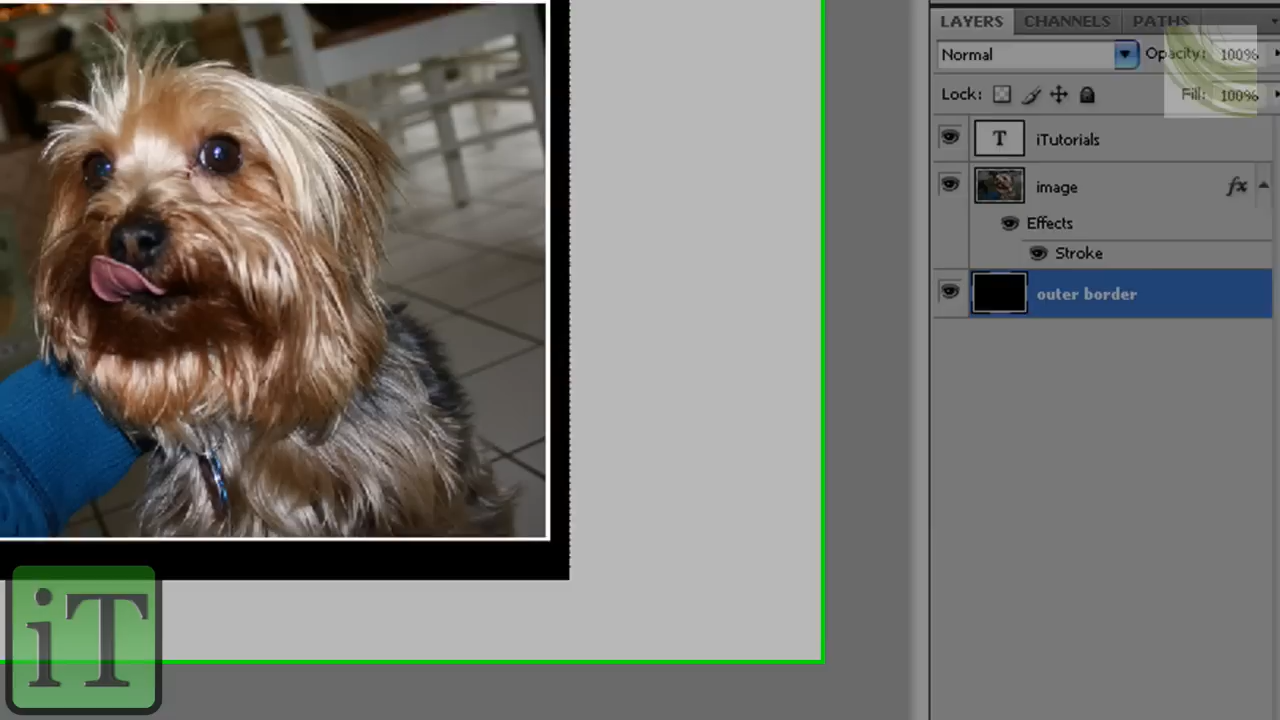 LAYERS CHANNELS PATHS
Normal Opacity: 100%
Lock: Fill: 100%
T iTutorials
image fx
Effects
Stroke
outer border
iT